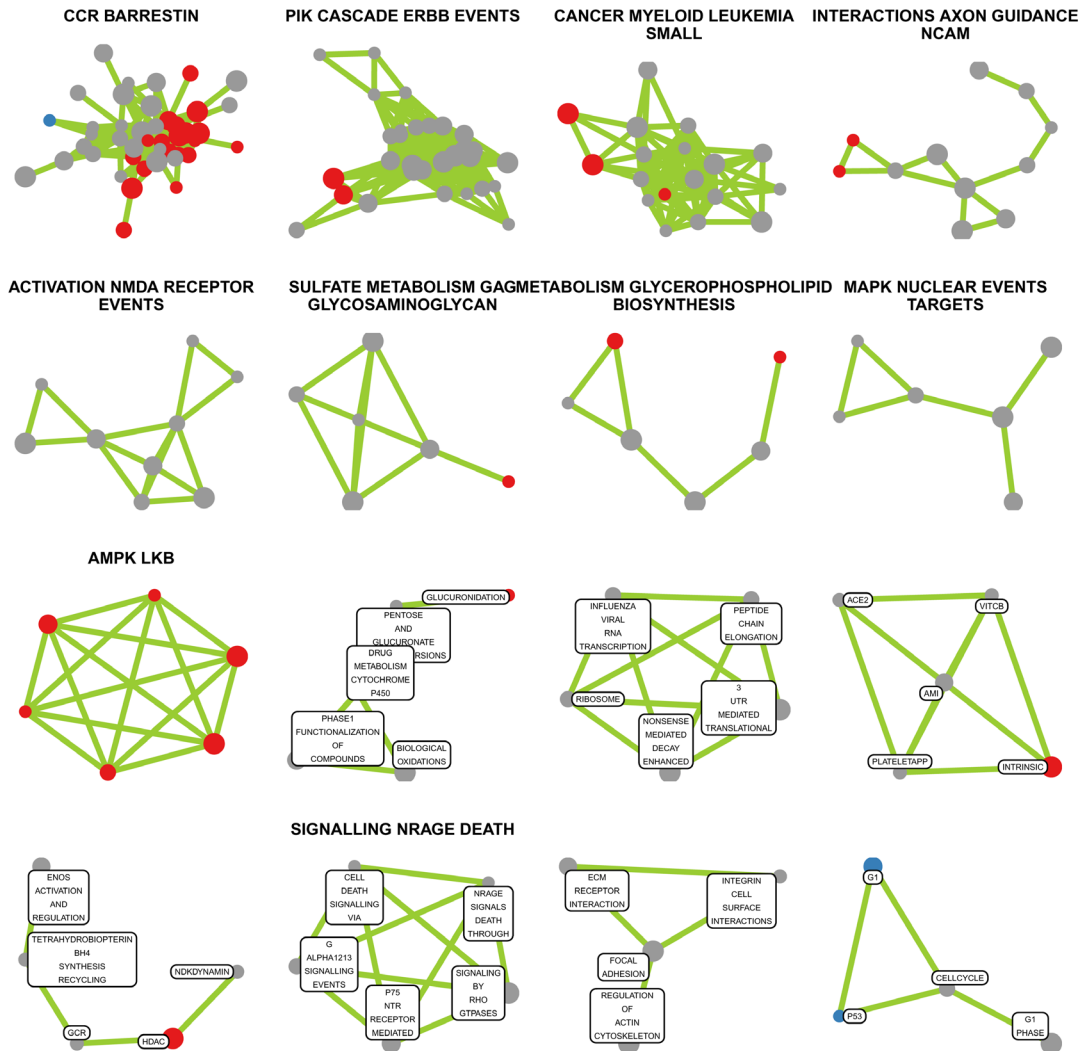 CCR BARRESTIN
PIK CASCADE ERBB EVENTS
CANCER MYELOID LEUKEMIA
SMALL
INTERACTIONS AXON GUIDANCE
NCAM
ACTIVATION NMDA RECEPTOR
EVENTS
SULFATE METABOLISM GAG
GLYCOSAMINOGLYCAN
METABOLISM GLYCEROPHOSPHOLIPID
BIOSYNTHESIS
MAPK NUCLEAR EVENTS
TARGETS
AMPK LKB
GLUCURONIDATION
PENTOSE
AND
GLUCURONATE
ERSIONS
DRUG
METABOLISM
CYTOCHROME
P450
PHASE1
FUNCTIONALIZATION
OF
COMPOUNDS
BIOLOGICAL
OXIDATIONS
INFLUENZA
VIRAL
RNA
TRANSCRIPTION
PEPTIDE
CHAIN
ELONGATION
RIBOSOME
3
UTR
MEDIATED
TRANSLATIONAL
NONSENSE
MEDIATED
DECAY
ENHANCED
ACE2
VITCB
AMI
PLATELETAPP
INTRINSIC
ENOS
ACTIVATION
AND
REGULATION
TETRAHYDROBIOPTERIN
BH4
SYNTHESIS
RECYCLING
NDKDYNAMIN
GCR
HDAC
SIGNALLING NRAGE DEATH
CELL
DEATH
SIGNALLING
VIA
NRAGE
SIGNALS
DEATH
THROUGH
G
ALPHA1213
SIGNALLING
EVENTS
SIGNALING
BY
RHO
GTPASES
P75
NTR
RECEPTOR
MEDIATED
ECM
RECEPTOR
INTERACTION
INTEGRIN
CELL
SURFACE
INTERACTIONS
FOCAL
ADHESION
REGULATION
OF
ACTIN
CYTOSKELETON
G1
CELLCYCLE
P53
G1
PHASE